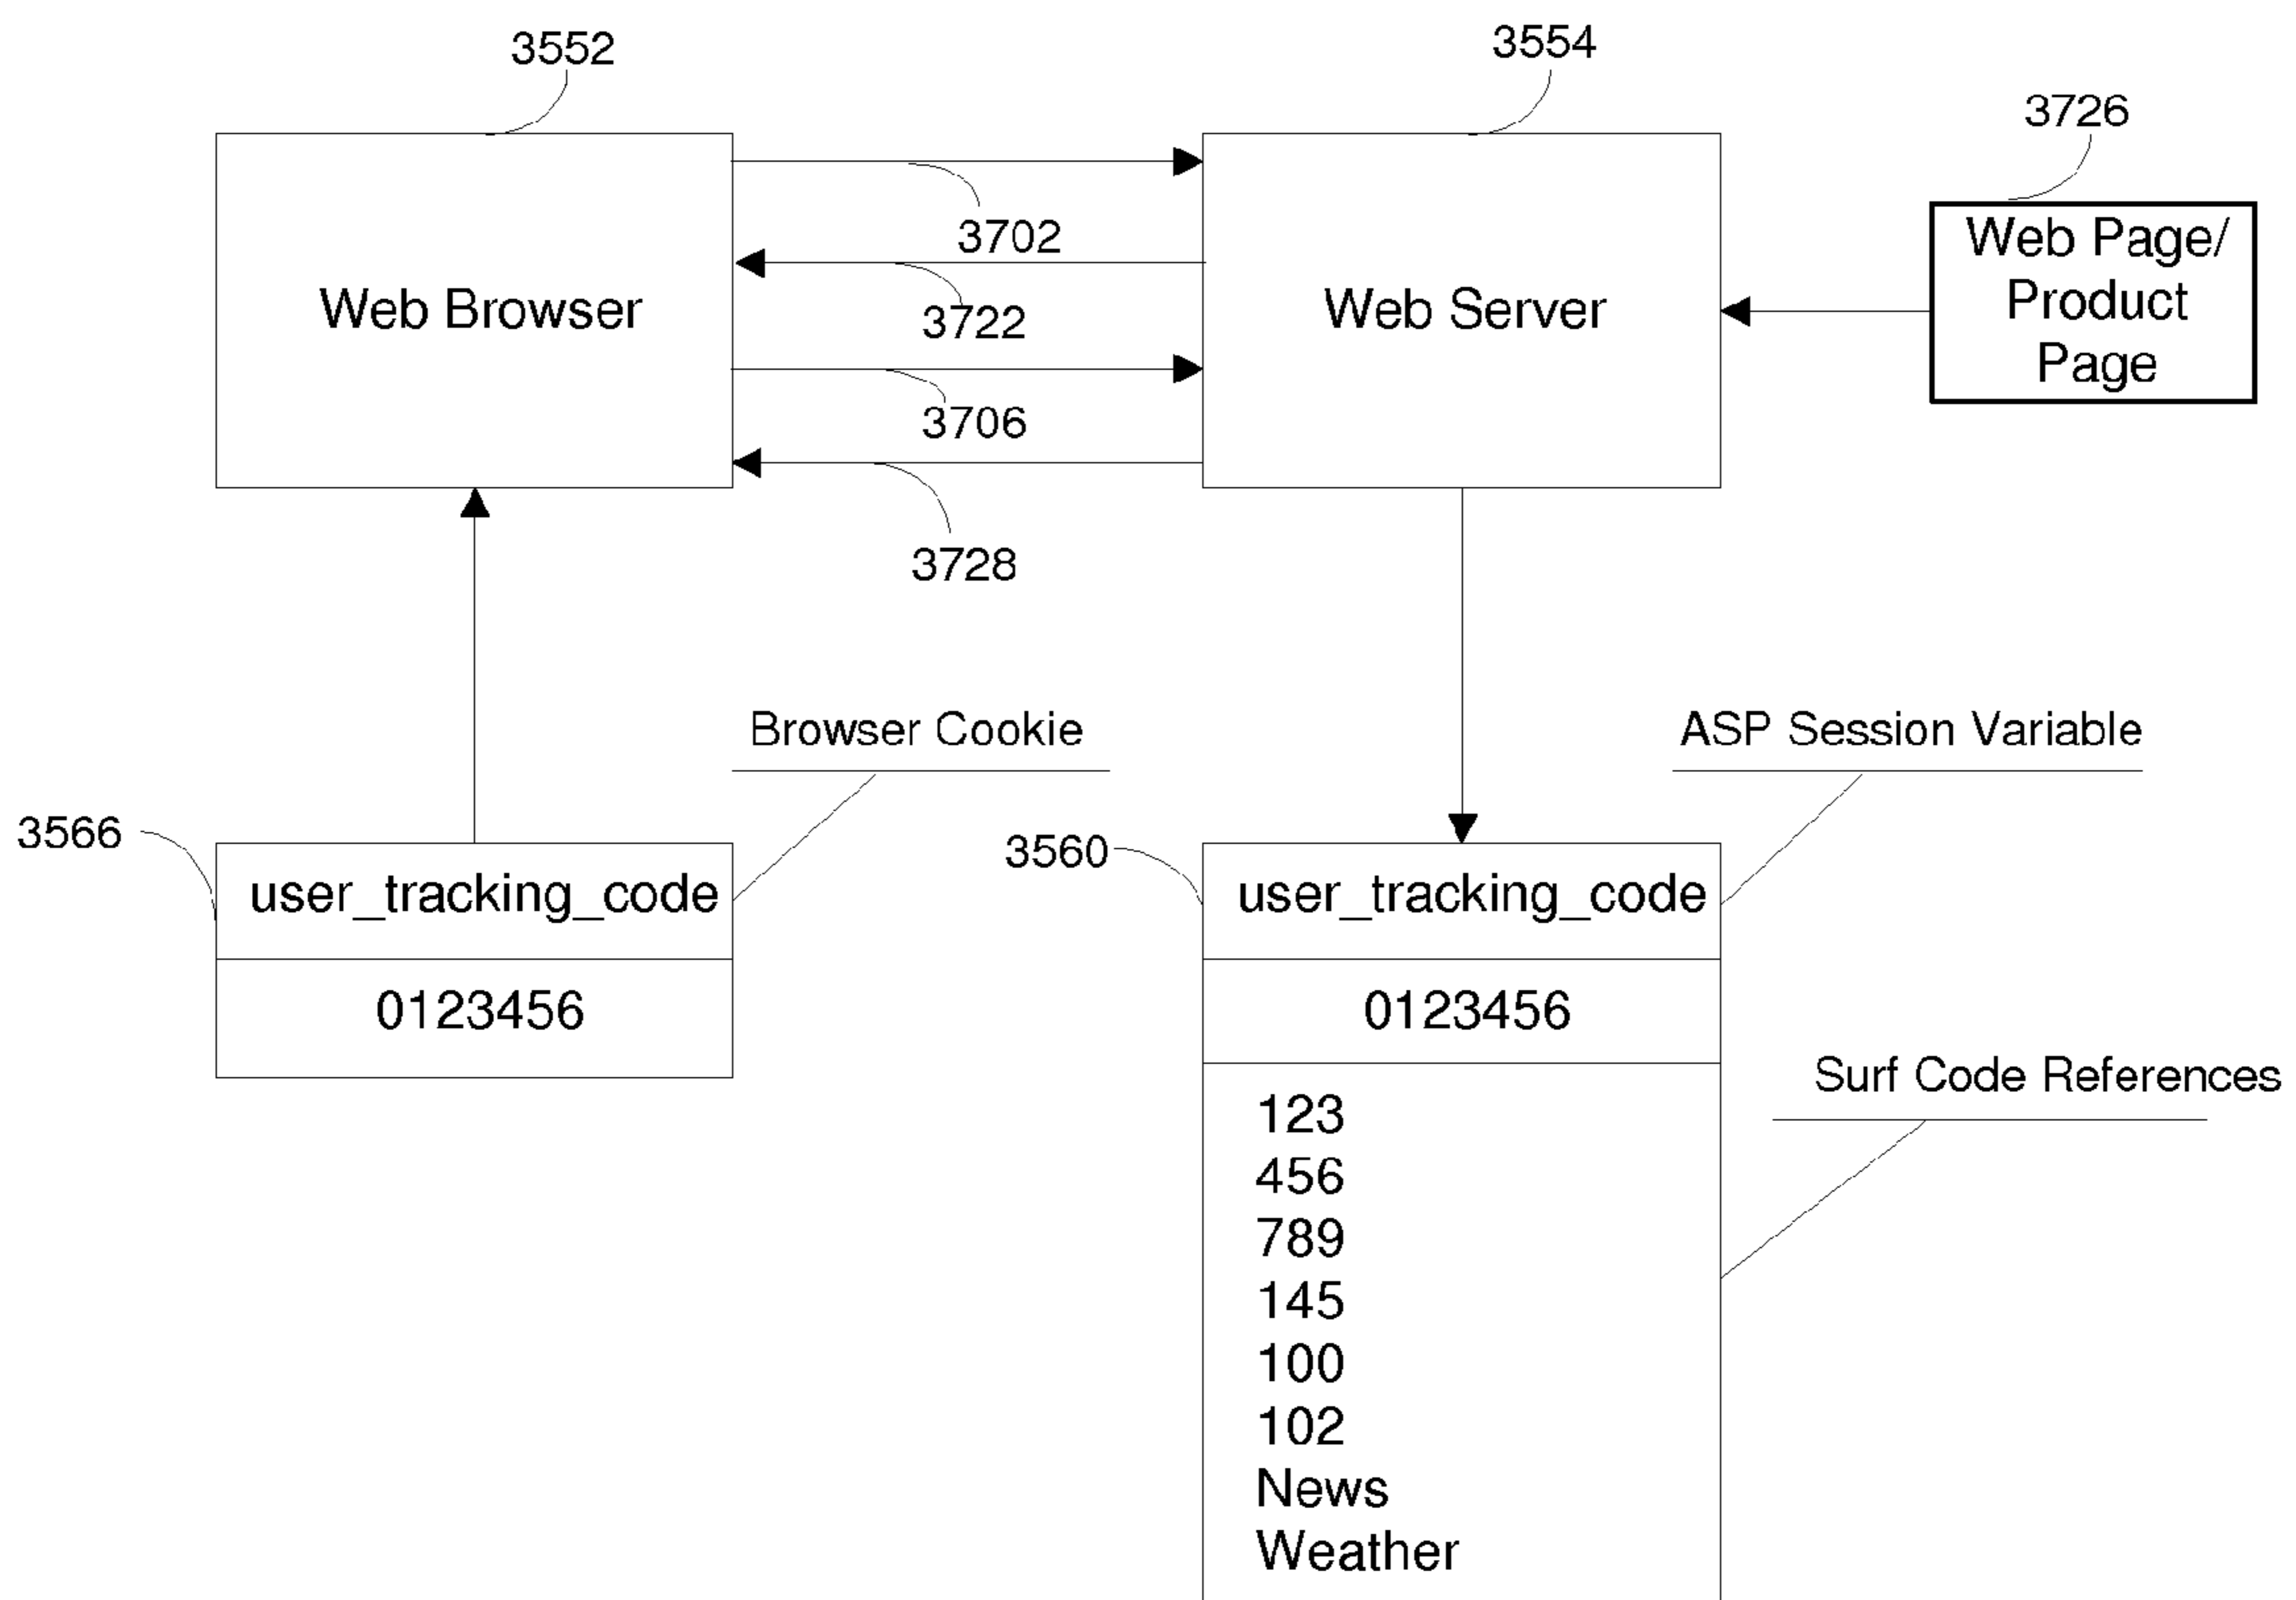 3552
3554
3726
Web Browser
3702
3722
3706
3728
Web Server
Web Page/
Product
Page
Browser Cookie
ASP Session Variable
3566
user_tracking_code
0123456
3560
user_tracking_code
0123456
Surf Code References
123
456
789
145
100
102
News
Weather